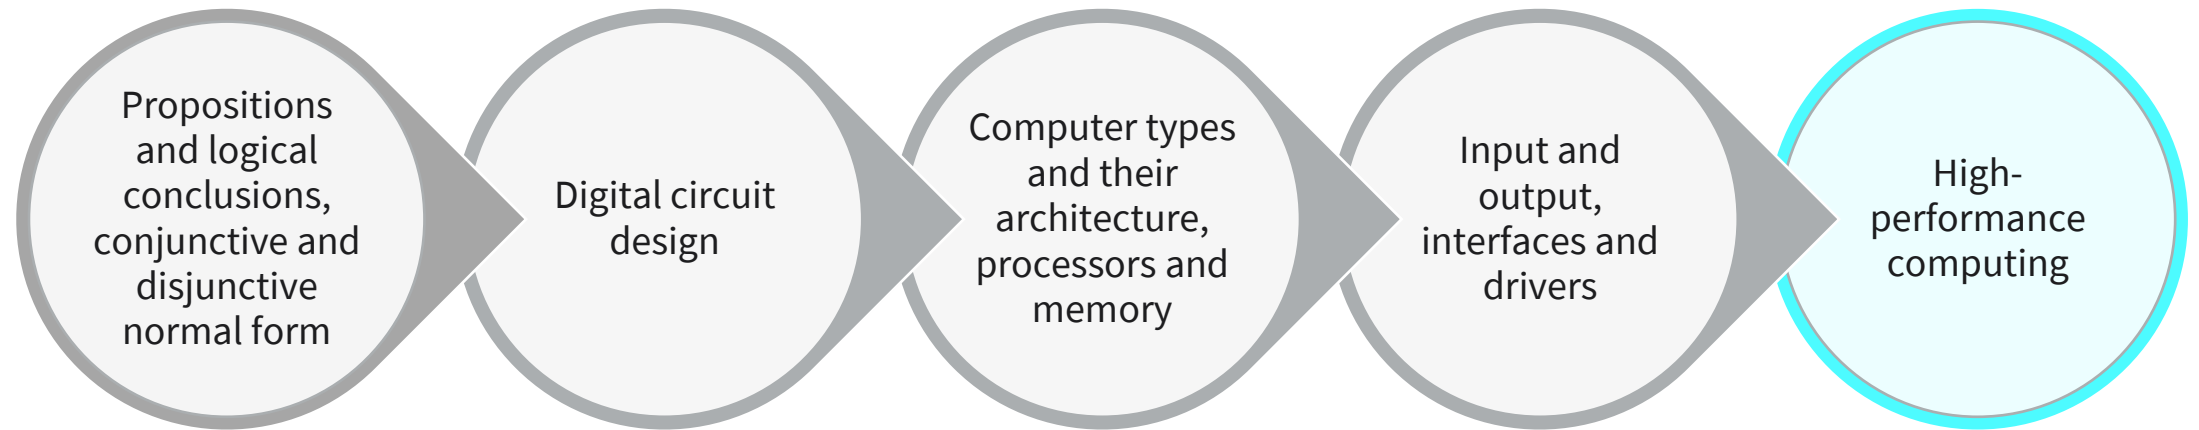 Propositions
and logical
conclusions,
conjunctive and
disjunctive
normal form
Digital circuit
design
Computer types
and their
architecture,
processors and
memory
Input and
output,
interfaces and
drivers
High-
performance
computing